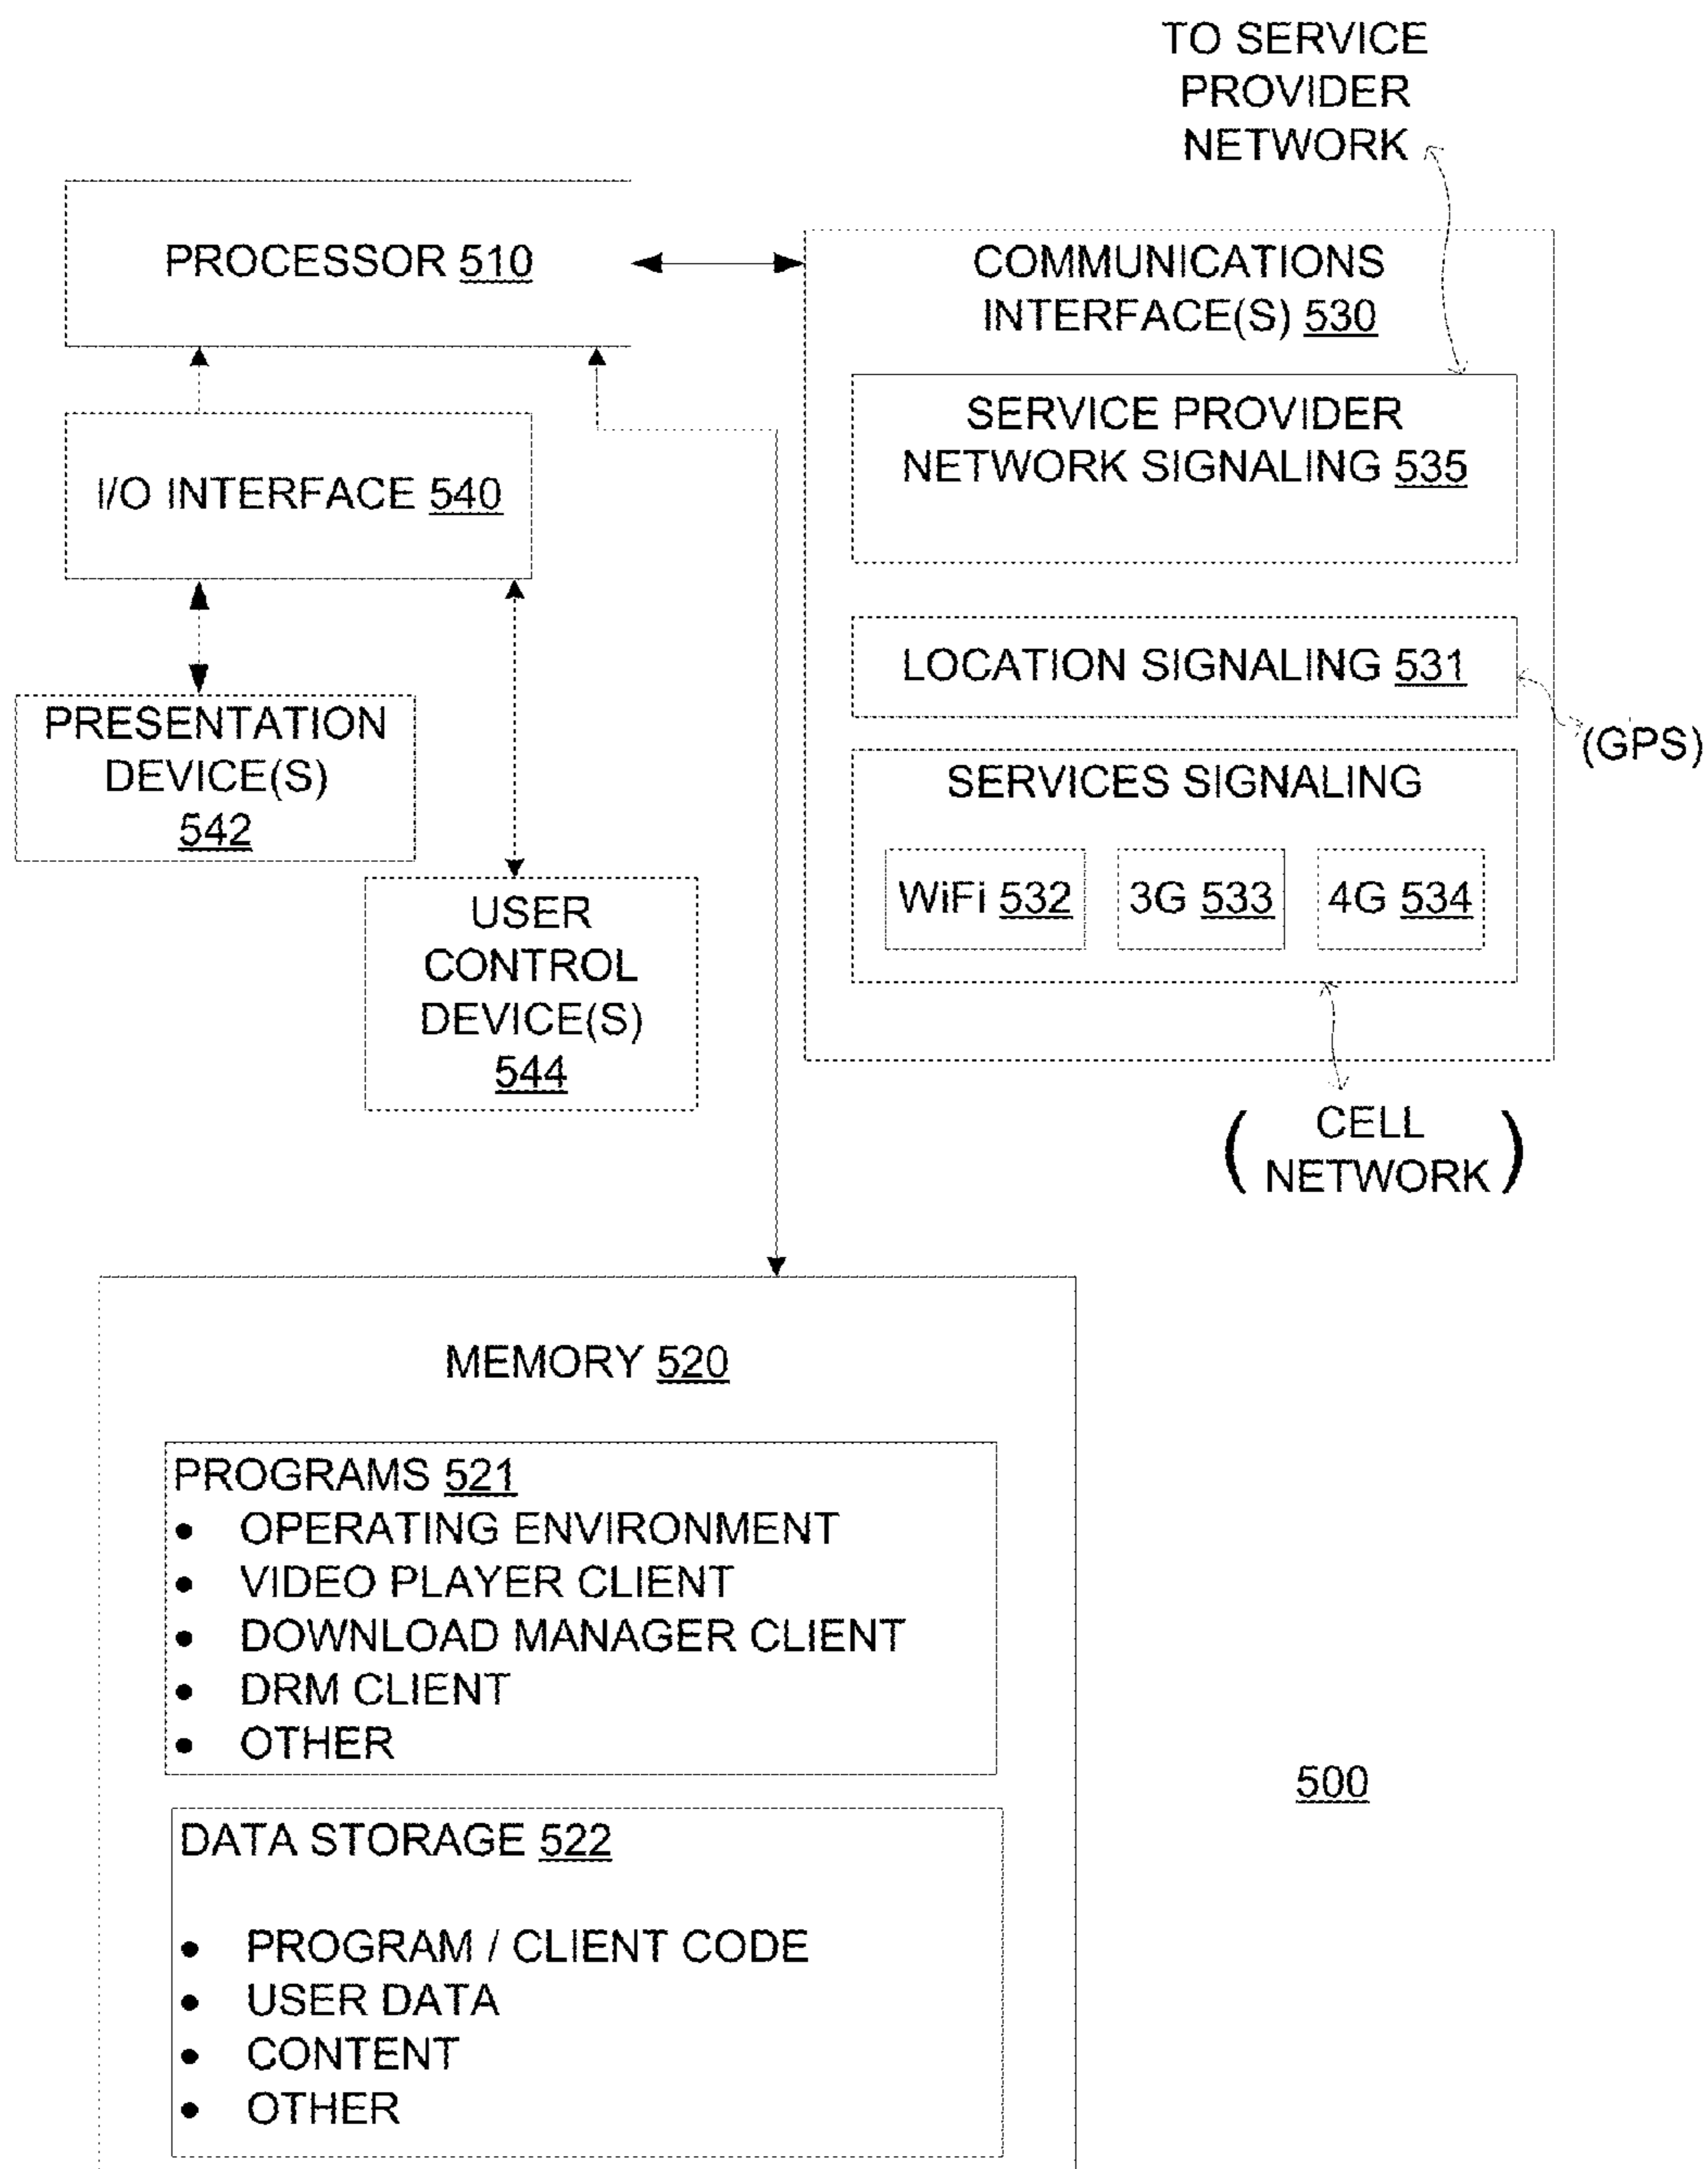 TO SERVICE
PROVIDER
NETWORK
PROCESSOR 510
COMMUNICATIONS
INTERFACE(S) 530
SERVICE PROVIDER
NETWORK SIGNALING 535
I/O INTERFACE 540
LOCATION SIGNALING 531
(GPS)
PRESENTATION
DEVICE(S)
542
SERVICES SIGNALING
WiFi 532
3G 533
4G 534
USER
CONTROL
DEVICE(S)
544
( CELL
NETWORK )
MEMORY 520
PROGRAMS 521
• OPERATING ENVIRONMENT
• VIDEO PLAYER CLIENT
• DOWNLOAD MANAGER CLIENT
• DRM CLIENT
• OTHER
500
DATA STORAGE 522
• PROGRAM / CLIENT CODE
• USER DATA
• CONTENT
• OTHER